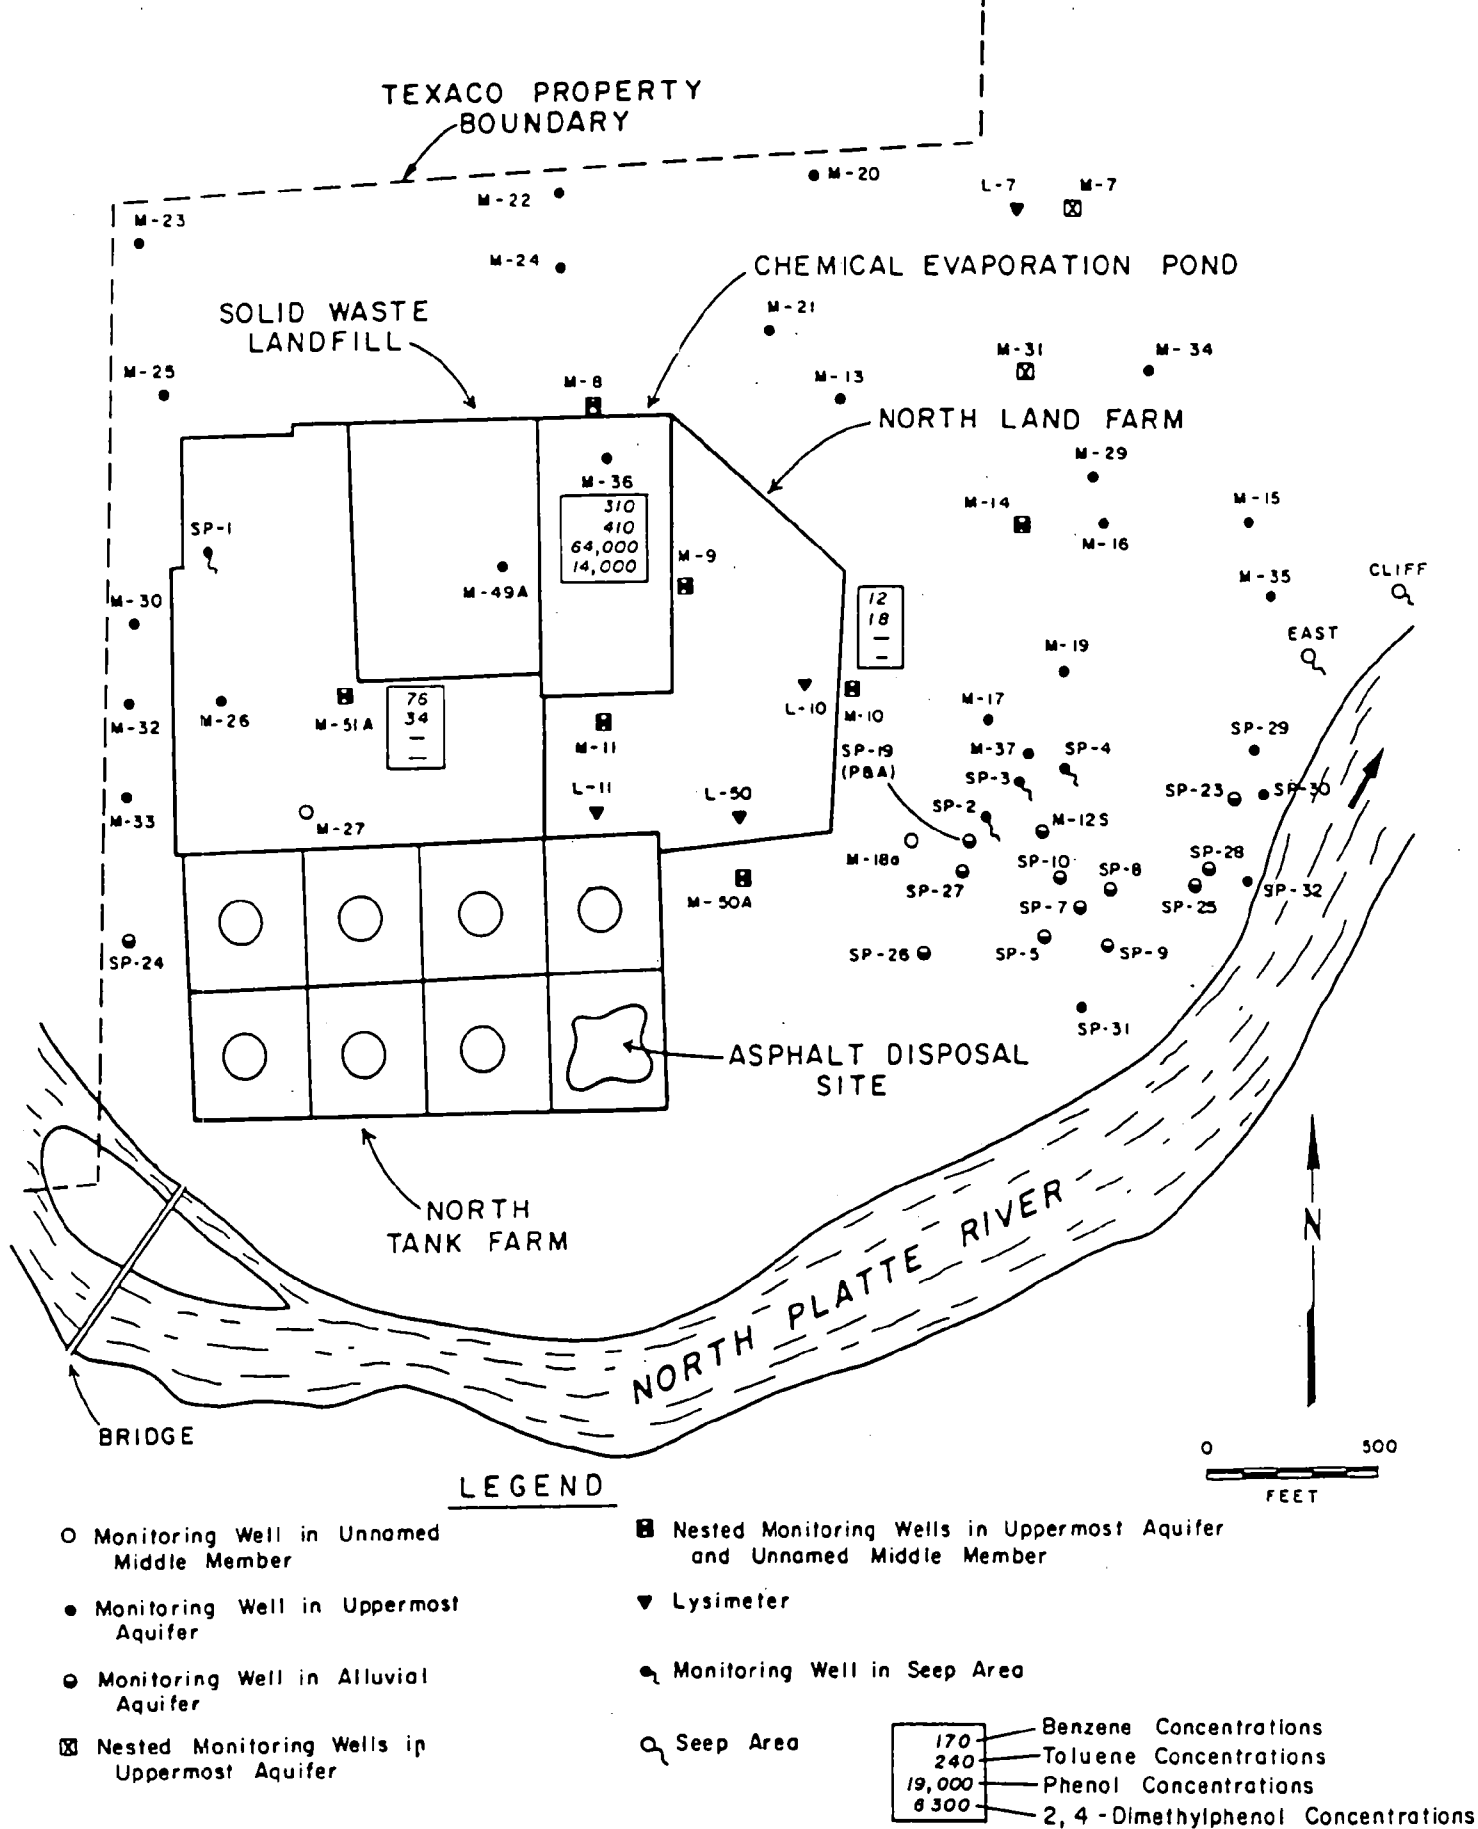 TEXACO PROPERTY
BOUNDARY
M-20
M-22
L-7
M-7
M-23
M-24
CHEMICAL EVAPORATION POND
SOLID WASTE
LANDFILL
M-21
M-31
M-34
M-25
M-8
M-13
NORTH LAND FARM
M-29
M-36
310
410
64,000
14,000
M-14
M-15
SP-1
M-16
M-9
M-49A
M-35
CLIFF
M-30
12
18
—
—
EAST
M-19
M-32
M-26
M-51A
76
34
—
—
M-11
L-10
M-10
M-17
SP-29
SP-19
(P&A)
M-37
SP-4
SP-3
L-11
L-50
SP-2
SP-23
SP-30
M-33
M-27
M-12S
M-18a
SP-10
SP-8
SP-28
SP-27
M-50A
SP-7
SP-25
SP-32
SP-24
SP-26
SP-5
SP-9
SP-31
ASPHALT DISPOSAL
SITE
NORTH
TANK FARM
NORTH PLATTE RIVER
N
BRIDGE
0 500
FEET
LEGEND
Monitoring Well in Unnamed
Middle Member
Monitoring Well in Uppermost
Aquifer
Monitoring Well in Alluvial
Aquifer
Nested Monitoring Wells in
Uppermost Aquifer
Nested Monitoring Wells in Uppermost Aquifer
and Unnamed Middle Member
Lysimeter
Monitoring Well in Seep Area
Seep Area
170 Benzene Concentrations
240 Toluene Concentrations
19,000 Phenol Concentrations
6300 2,4-Dimethylphenol Concentrations